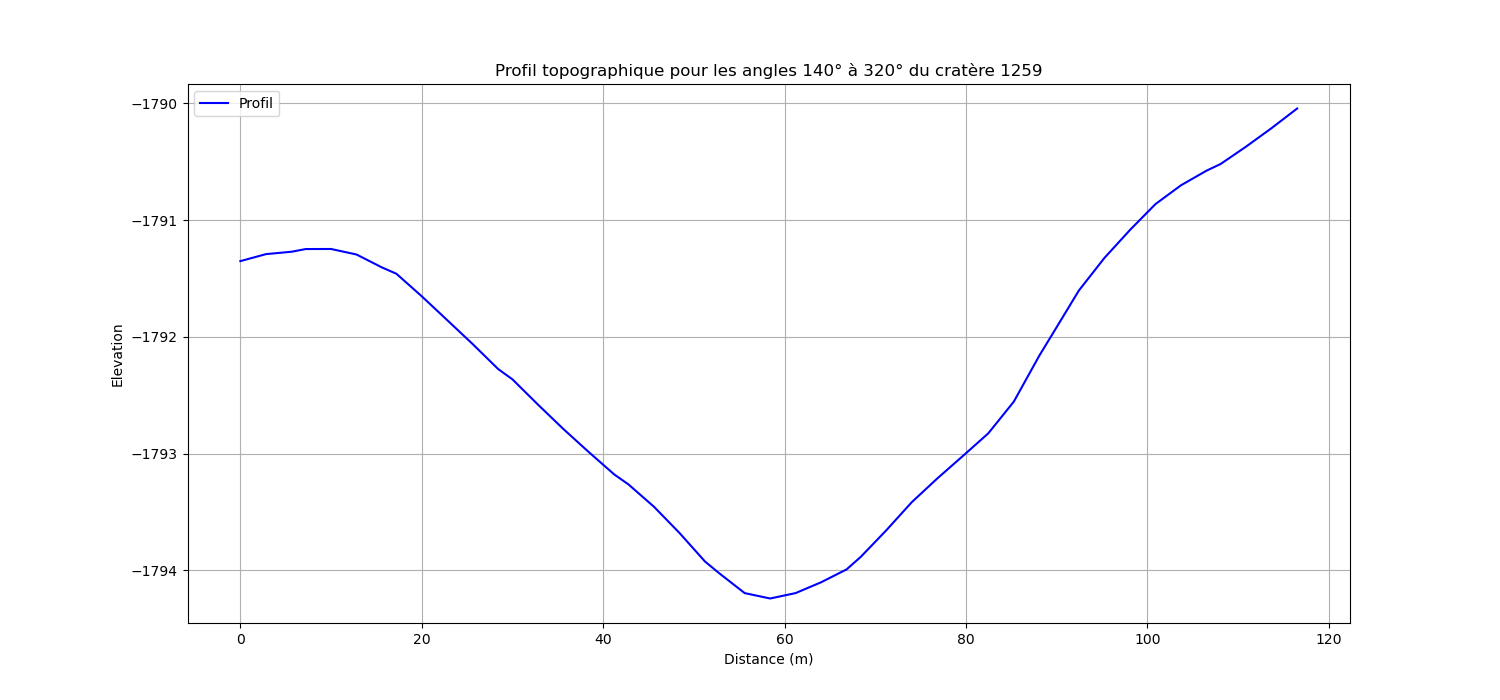 Profil topographique pour les angles 140° à 320° du cratère 1259
Profil
−1790
−1791
−1792
−1793
−1794
Elevation
0 20 40 60 80 100 120
Distance (m)